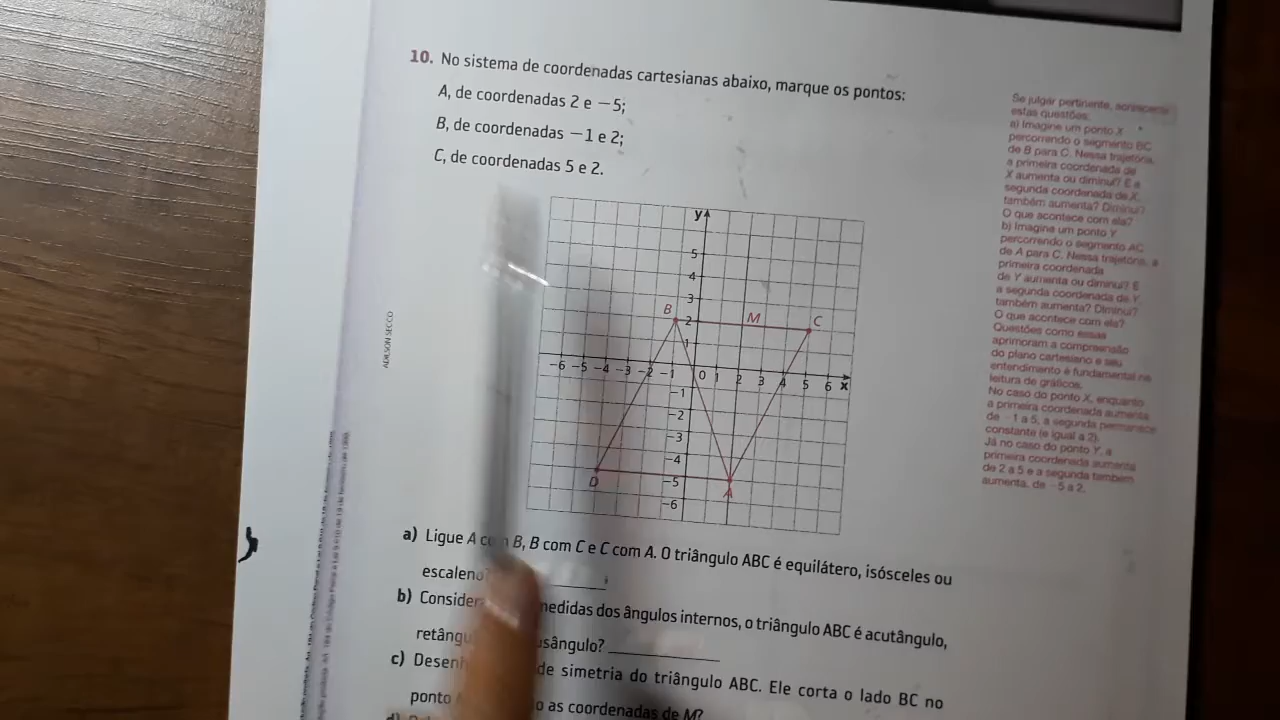 10. No sistema de coordenadas cartesianas abaixo, marque os pontos:
A, de coordenadas 2 e −5;
B, de coordenadas −1 e 2;
C, de coordenadas 5 e 2.
y
5
4
3
B
2
M
C
1
−6 −5 −4 −3 −2 −1 0 1 2 3 4 5 6 x
−1
−2
−3
−4
−5
−6
D
A
ADILSON SECCO
a) Ligue A com B, B com C e C com A. O triângulo ABC é equilátero, isósceles ou
escaleno?
b) medidas dos ângulos internos, o triângulo ABC é acutângulo,
c) de simetria do triângulo ABC. Ele corta o lado BC no
ponto o as coordenadas de M?
Se julgar pertinente, acrescente
estas questões:
a) Imagine um ponto X
percorrendo o segmento BC
de B para C. Nessa trajetória,
a primeira coordenada de
X aumenta ou diminui? E a
segunda coordenada de X,
também aumenta? Diminui?
O que acontece com ela?
b) Imagine um ponto Y
percorrendo o segmento AC
de A para C. Nessa trajetória, a
primeira coordenada
de Y aumenta ou diminui? E
a segunda coordenada de Y,
também aumenta? Diminui?
O que acontece com ela?
Questões como essas
aprimoram a compreensão
do plano cartesiano e seu
entendimento é fundamental na
leitura de gráficos.
No caso do ponto X, enquanto
a primeira coordenada aumenta
de −1 a 5, a segunda permanece
constante (e igual a 2).
Já no caso do ponto Y, a
primeira coordenada aumenta
de 2 a 5 e a segunda também
aumenta, de −5 a 2.